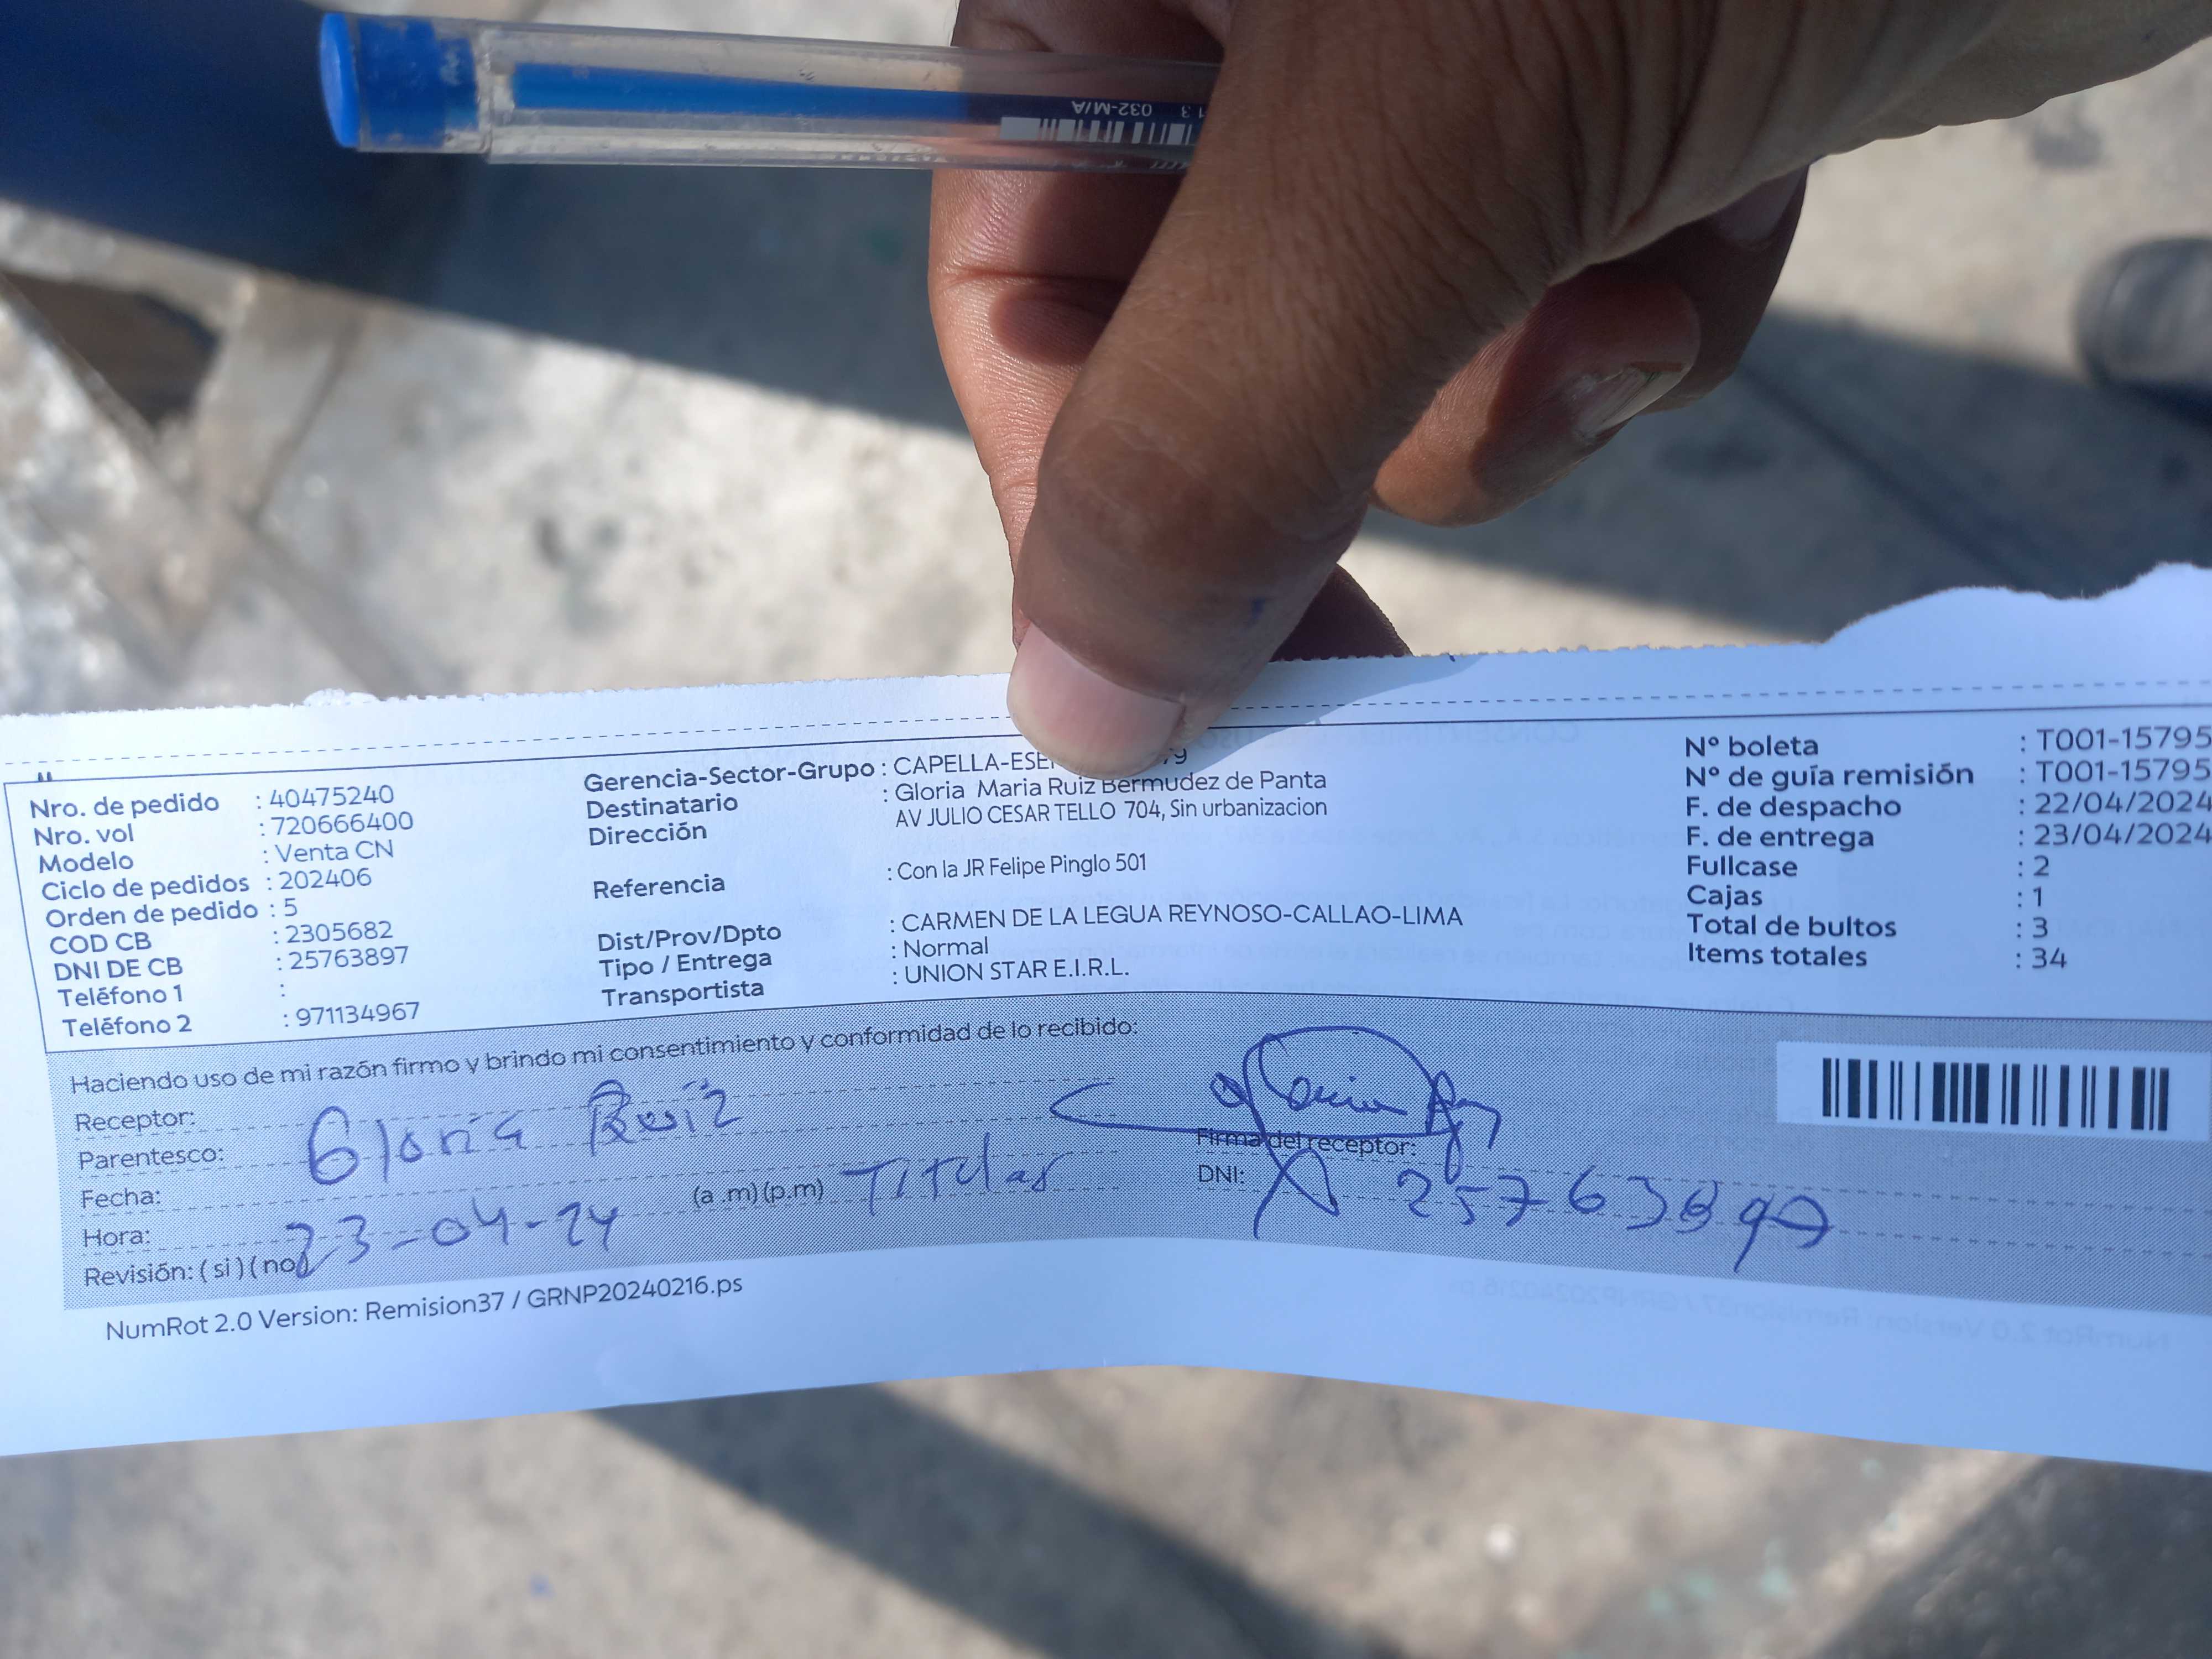 032-M/A
Nro. de pedido : 40475240
Nro. vol : 720666400
Modelo : Venta CN
Ciclo de pedidos : 202406
Orden de pedido : 5
COD CB : 2305682
DNI DE CB : 25763897
Teléfono 1 :
Teléfono 2 : 971134967
Gerencia-Sector-Grupo : CAPELLA-
Destinatario : Gloria Maria Ruiz Bermudez de Panta
Dirección AV JULIO CESAR TELLO 704, Sin urbanizacion
Referencia : Con la JR Felipe Pinglo 501
Dist/Prov/Dpto : CARMEN DE LA LEGUA REYNOSO-CALLAO-LIMA
Tipo / Entrega : Normal
Transportista : UNION STAR E.I.R.L.
N° boleta : T001-15795
N° de guía remisión : T001-15795
F. de despacho : 22/04/2024
F. de entrega : 23/04/2024
Fullcase : 2
Cajas : 1
Total de bultos : 3
Items totales : 34
Haciendo uso de mi razón firmo y brindo mi consentimiento y conformidad de lo recibido:
Receptor: Gloria Ruiz
Parentesco:
Fecha: (a .m) (p.m) Titular
Hora: 23-04-24
Revisión: ( si ) ( no )
Firma del receptor:
DNI: 25763897
NumRot 2.0 Version: Remision37 / GRNP20240216.ps